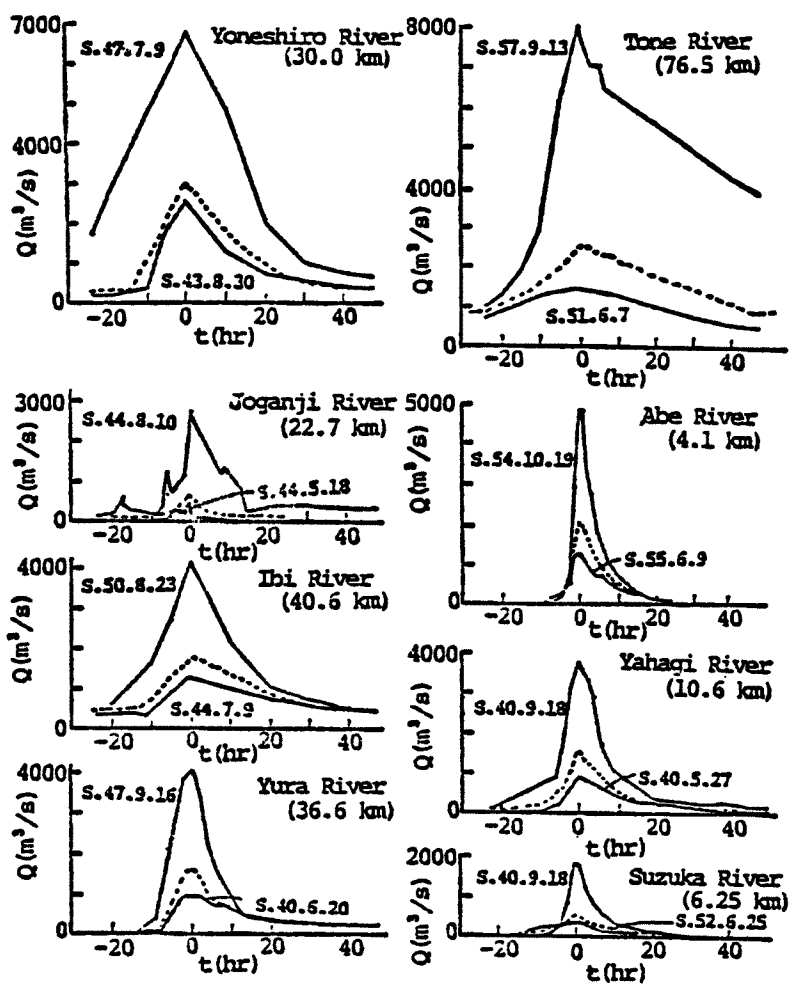 7000
S.47.7.9
Yoneshiro River
(30.0 km)
4000
Q(m³/s)
S.43.8.30
0
-20 0 20 40
t(hr)
8000
S.57.9.13
Tone River
(76.5 km)
4000
Q(m³/s)
S.51.6.7
0
-20 0 20 40
t(hr)
3000
S.44.8.10
Joganji River
(22.7 km)
Q(m³/s)
S.44.5.18
0
-20 0 20 40
t(hr)
5000
Abe River
(4.1 km)
S.54.10.19
Q(m³/s)
S.55.6.9
0
-20 0 20 40
t(hr)
4000
S.50.8.23
Ibi River
(40.6 km)
Q(m³/s)
S.44.7.9
0
-20 0 20 40
t(hr)
4000
Yahagi River
(10.6 km)
S.40.9.18
Q(m³/s)
S.40.5.27
0
-20 0 20 40
t(hr)
4000
S.47.9.16
Yura River
(36.6 km)
Q(m³/s)
S.40.6.20
0
-20 0 20 40
t(hr)
2000
S.40.9.18
Suzuka River
(6.25 km)
Q(m³/s)
S.52.6.25
0
-20 0 20 40
t(hr)